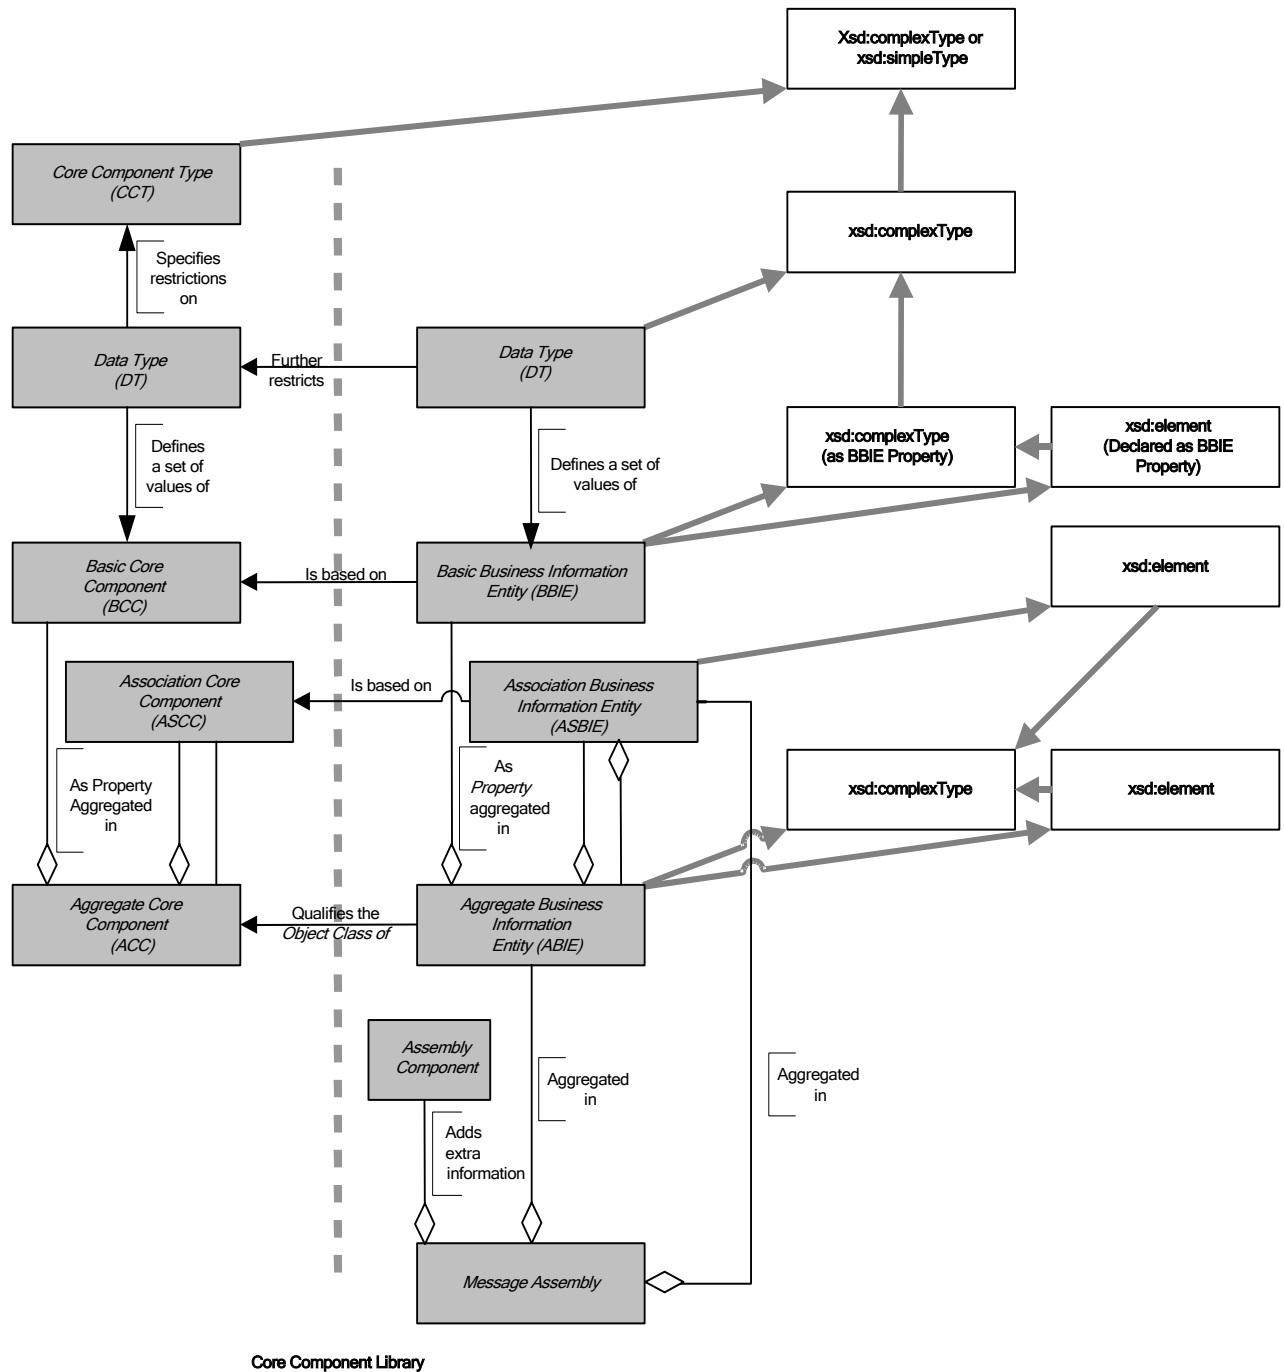 Xsd:complexType or
xsd:simpleType
Core Component Type
(CCT)
xsd:complexType
Specifies
restrictions
on
Data Type
(DT)
Further
restricts
Data Type
(DT)
Defines
a set of
values of
Defines a set of
values of
xsd:complexType
(as BBIE Property)
xsd:element
(Declared as BBIE
Property)
Basic Core
Component
(BCC)
Is based on
Basic Business Information
Entity (BBIE)
xsd:element
Association Core
Component
(ASCC)
Is based on
Association Business
Information Entity
(ASBIE)
As Property
Aggregated
in
As
Property
aggregated
in
xsd:complexType
xsd:element
Aggregate Core
Component
(ACC)
Qualifies the
Object Class of
Aggregate Business
Information
Entity (ABIE)
Assembly
Component
Aggregated
in
Aggregated
in
Adds
extra
information
Message Assembly
Core Component Library